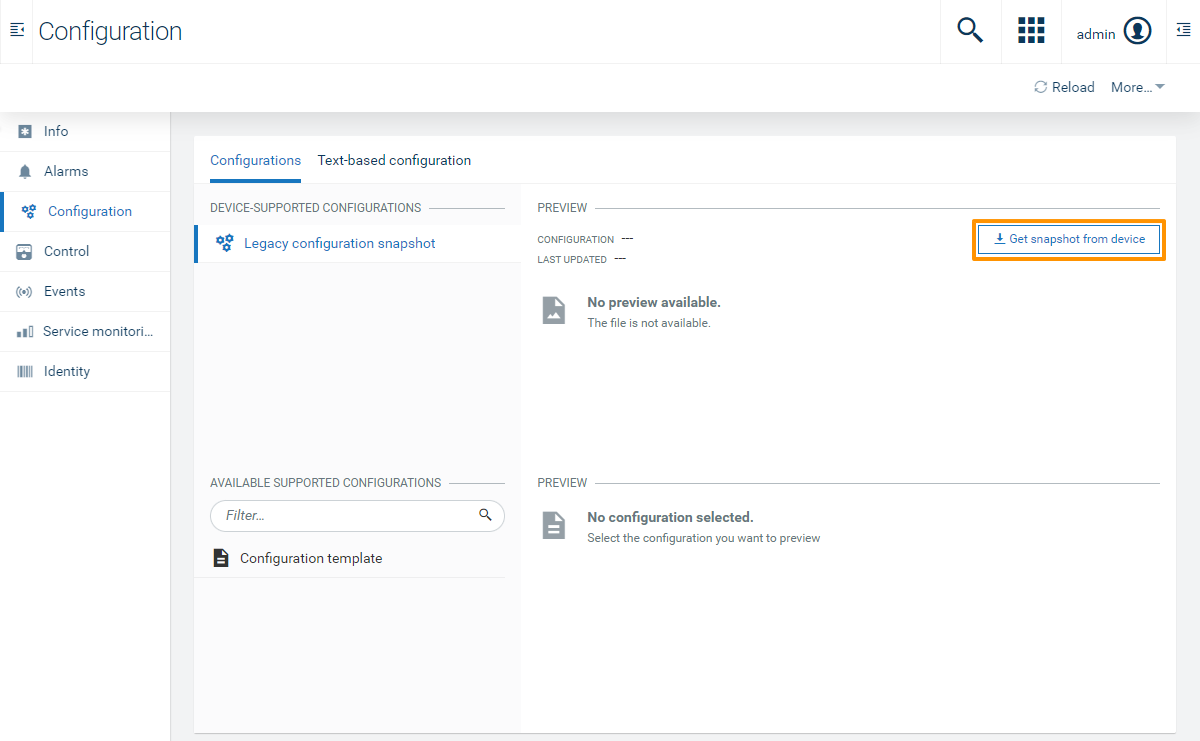 Configuration
admin
Reload More...
Info
Alarms
Configuration
Control
Events
Service monitori...
Identity
Configurations Text-based configuration
DEVICE-SUPPORTED CONFIGURATIONS
Legacy configuration snapshot
PREVIEW
CONFIGURATION ---
LAST UPDATED ---
Get snapshot from device
No preview available.
The file is not available.
AVAILABLE SUPPORTED CONFIGURATIONS
Filter...
Configuration template
PREVIEW
No configuration selected.
Select the configuration you want to preview